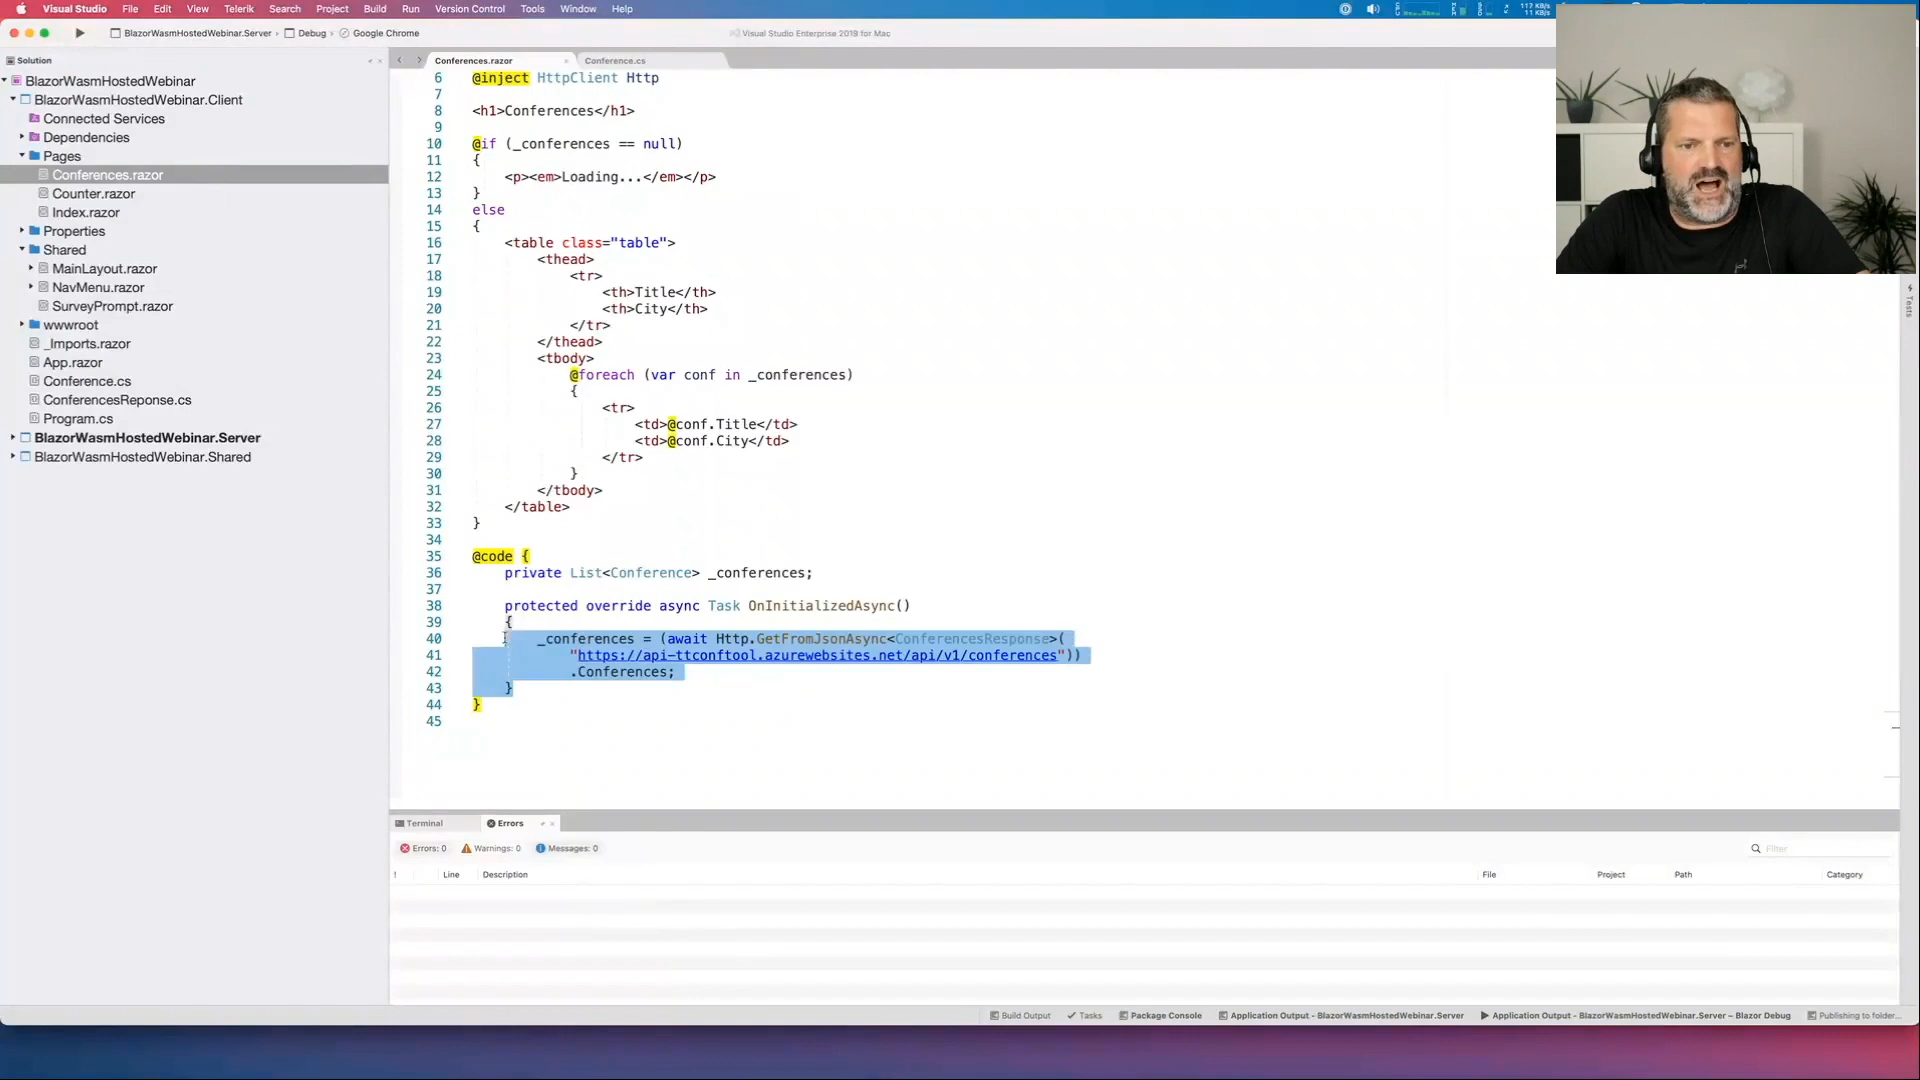 Visual Studio File Edit View Telerik Search Project Build Run Version Control Tools Window Help
117 KB/s
11 KB/s
BlazorWasmHostedWebinar.Server Debug Google Chrome
Visual Studio Enterprise 2019 for Mac
Solution
BlazorWasmHostedWebinar
BlazorWasmHostedWebinar.Client
Connected Services
Dependencies
Pages
Conferences.razor
Counter.razor
Index.razor
Properties
Shared
MainLayout.razor
NavMenu.razor
SurveyPrompt.razor
wwwroot
_Imports.razor
App.razor
Conference.cs
ConferencesReponse.cs
Program.cs
BlazorWasmHostedWebinar.Server
BlazorWasmHostedWebinar.Shared
Conferences.razor Conference.cs
6 @inject HttpClient Http
7
8 <h1>Conferences</h1>
9
10 @if (_conferences == null)
11 {
12 <p><em>Loading...</em></p>
13 }
14 else
15 {
16 <table class="table">
17 <thead>
18 <tr>
19 <th>Title</th>
20 <th>City</th>
21 </tr>
22 </thead>
23 <tbody>
24 @foreach (var conf in _conferences)
25 {
26 <tr>
27 <td>@conf.Title</td>
28 <td>@conf.City</td>
29 </tr>
30 }
31 </tbody>
32 </table>
33 }
34
35 @code {
36 private List<Conference> _conferences;
37
38 protected override async Task OnInitializedAsync()
39 {
40 _conferences = (await Http.GetFromJsonAsync<ConferencesResponse>(
41 "https://api-ttconftool.azurewebsites.net/api/v1/conferences"))
42 .Conferences;
43 }
44 }
45
Tests
Terminal Errors
Errors: 0 Warnings: 0 Messages: 0 Filter
! Line Description File Project Path Category
Build Output Tasks Package Console Application Output - BlazorWasmHostedWebinar.Server Application Output - BlazorWasmHostedWebinar.Server – Blazor Debug Publishing to folder...